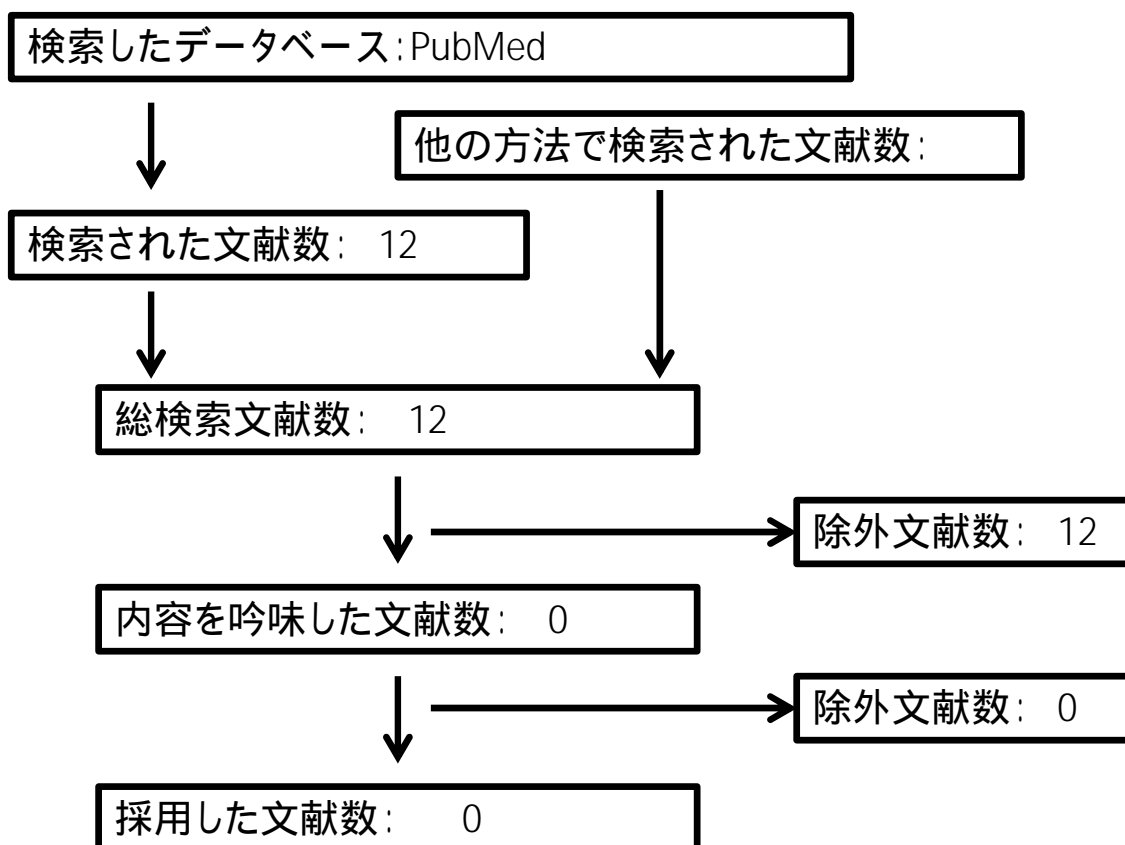 検索したデータベース:PubMed
他の方法で検索された文献数:
検索された文献数: 12
総検索文献数: 12
除外文献数: 12
内容を吟味した文献数: 0
除外文献数: 0
採用した文献数: 0